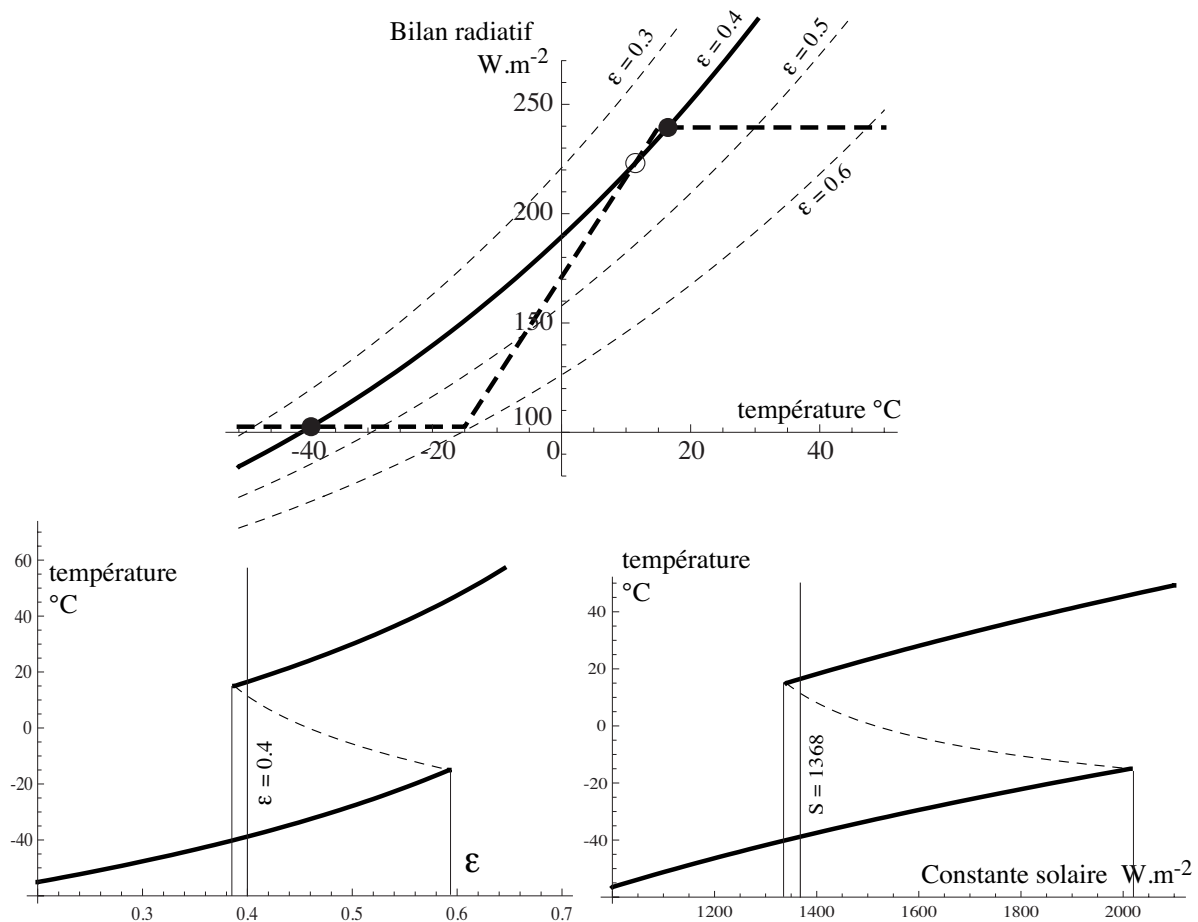 Bilan radiatif
W.m-2
ε = 0.3
ε = 0.4
ε = 0.5
ε = 0.6
250
200
150
100
température °C
-40
-20
0
20
40
température
°C
60
40
20
0
-20
-40
ε = 0.4
ε
0.3
0.4
0.5
0.6
0.7
température
°C
40
20
0
-20
-40
S = 1368
Constante solaire W.m-2
1200
1400
1600
1800
2000